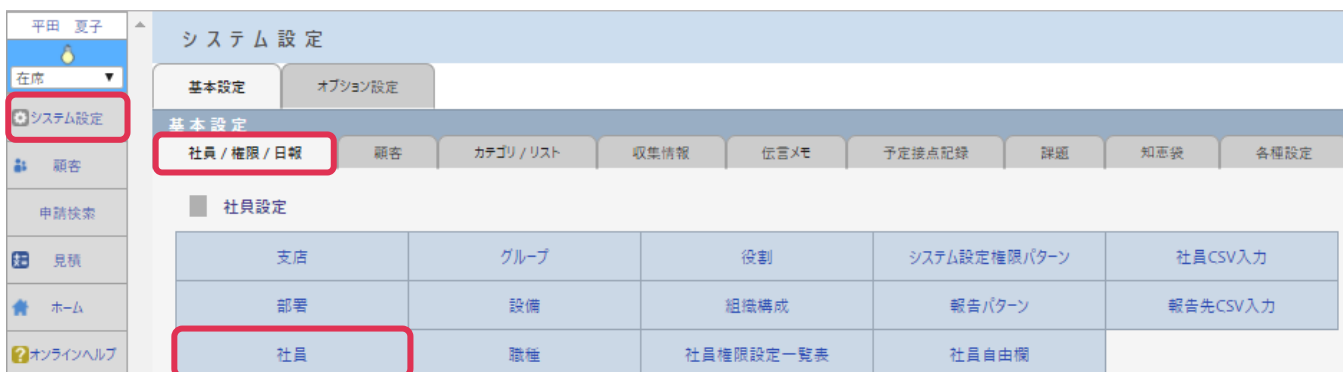 平田　夏子
在席
システム設定
顧客
申請検索
見積
ホーム
オンラインヘルプ
システム設定
基本設定
オプション設定
基本設定
社員 / 権限 / 日報
顧客
カテゴリ / リスト
収集情報
伝言メモ
予定接点記録
課題
知恵袋
各種設定
社員設定
支店
グループ
役割
システム設定権限パターン
社員CSV入力
部署
設備
組織構成
報告パターン
報告先CSV入力
社員
職種
社員権限設定一覧表
社員自由欄